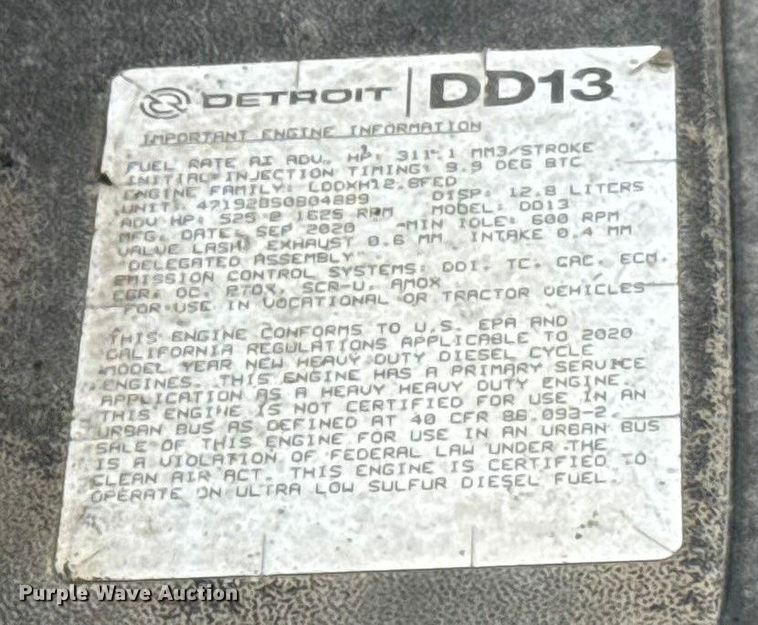 DETROIT | DD13
IMPORTANT ENGINE INFORMATION
FUEL RATE AT ADV. HP: 311.1 MM3/STROKE
INITIAL INJECTION TIMING: 9.9 DEG BTC
ENGINE FAMILY: LDDXH12.8FED DISP: 12.8 LITERS
UNIT: 471928S0804889 MODEL: DD13
ADV HP: 525 @ 1625 RPM MIN IDLE: 600 RPM
MFG. DATE: SEP 2020
VALVE LASH: EXHAUST 0.6 MM INTAKE 0.4 MM
DELEGATED ASSEMBLY
EMISSION CONTROL SYSTEMS: DDI, TC, CAC, ECM,
EGR, OC, PTOX, SCR-U, AMOX
FOR USE IN VOCATIONAL OR TRACTOR VEHICLES
THIS ENGINE CONFORMS TO U.S. EPA AND
CALIFORNIA REGULATIONS APPLICABLE TO 2020
MODEL YEAR NEW HEAVY DUTY DIESEL CYCLE
ENGINES. THIS ENGINE HAS A PRIMARY SERVICE
APPLICATION AS A HEAVY HEAVY DUTY ENGINE.
THIS ENGINE IS NOT CERTIFIED FOR USE IN AN
URBAN BUS AS DEFINED AT 40 CFR 86.093-2.
SALE OF THIS ENGINE FOR USE IN AN URBAN BUS
IS A VIOLATION OF FEDERAL LAW UNDER THE
CLEAN AIR ACT. THIS ENGINE IS CERTIFIED TO
OPERATE ON ULTRA LOW SULFUR DIESEL FUEL.
Purple Wave Auction